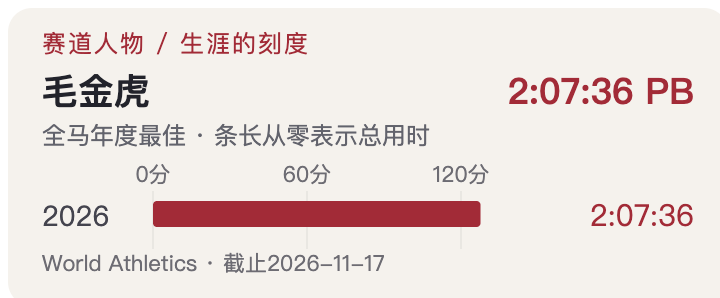 赛道人物 / 生涯的刻度
毛金虎 2:07:36 PB
全马年度最佳 · 条长从零表示总用时
0分 60分 120分
2026 2:07:36
World Athletics · 截止2026–11–17